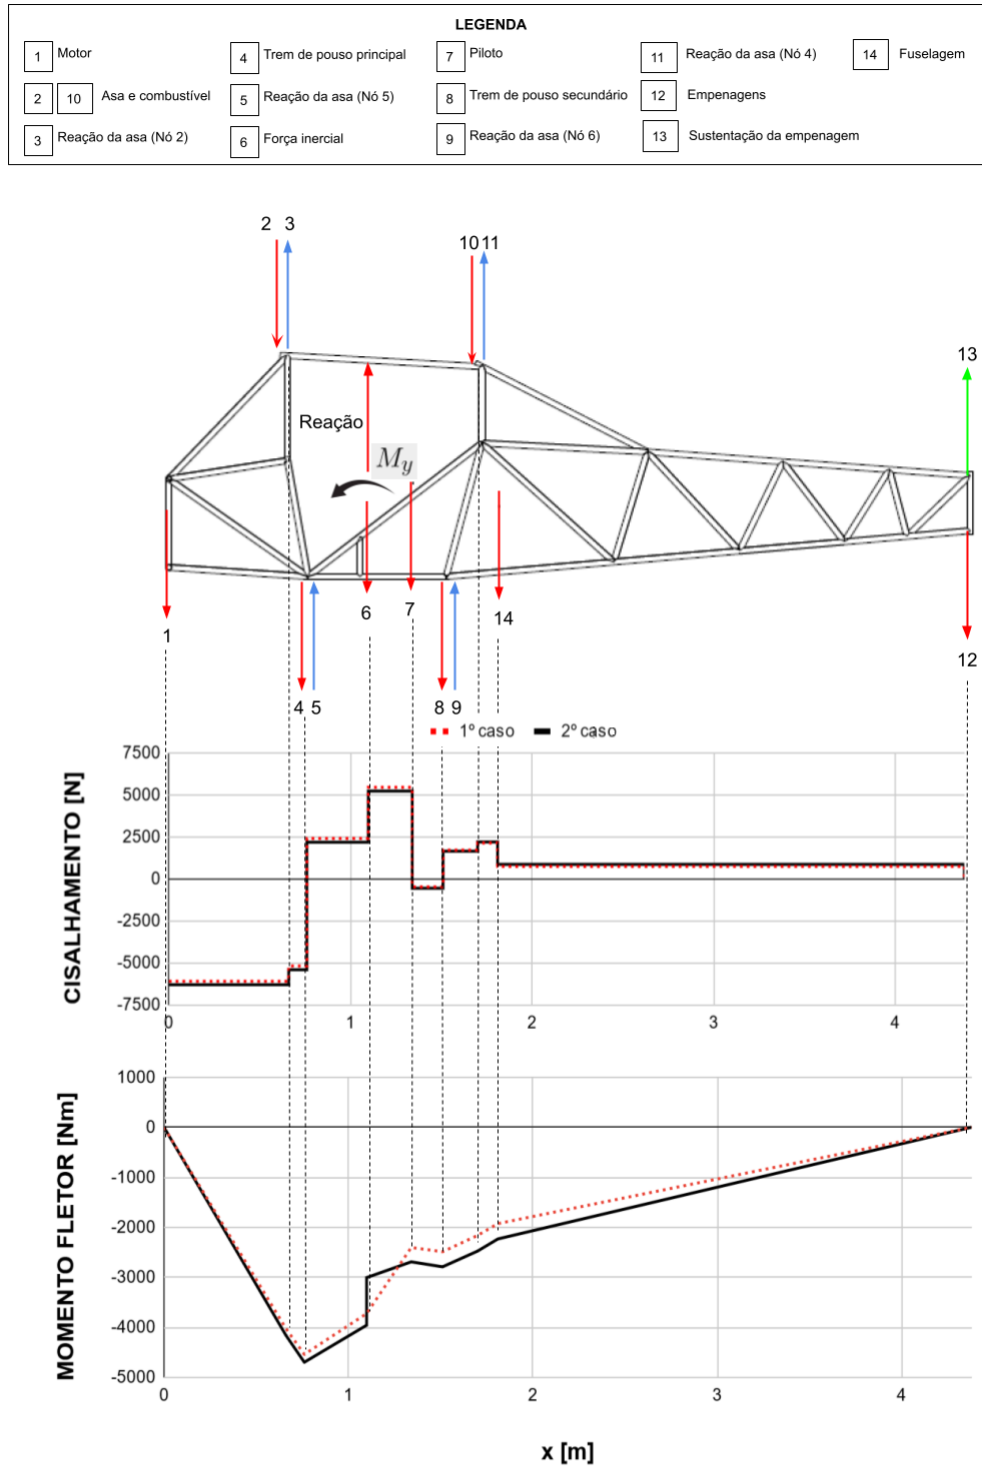 LEGENDA
1 Motor
4 Trem de pouso principal
7 Piloto
11 Reação da asa (Nó 4)
14 Fuselagem
2 10 Asa e combustível
5 Reação da asa (Nó 5)
8 Trem de pouso secundário
12 Empenagens
3 Reação da asa (Nó 2)
6 Força inercial
9 Reação da asa (Nó 6)
13 Sustentação da empenagem
2 3
10 11
13
Reação
M_y
1
6
7
14
12
4 5
8 9
1º caso 2º caso
CISALHAMENTO [N]
7500
5000
2500
0
-2500
-5000
-7500
0 1 2 3 4
MOMENTO FLETOR [Nm]
1000
0
-1000
-2000
-3000
-4000
-5000
0 1 2 3 4
x [m]